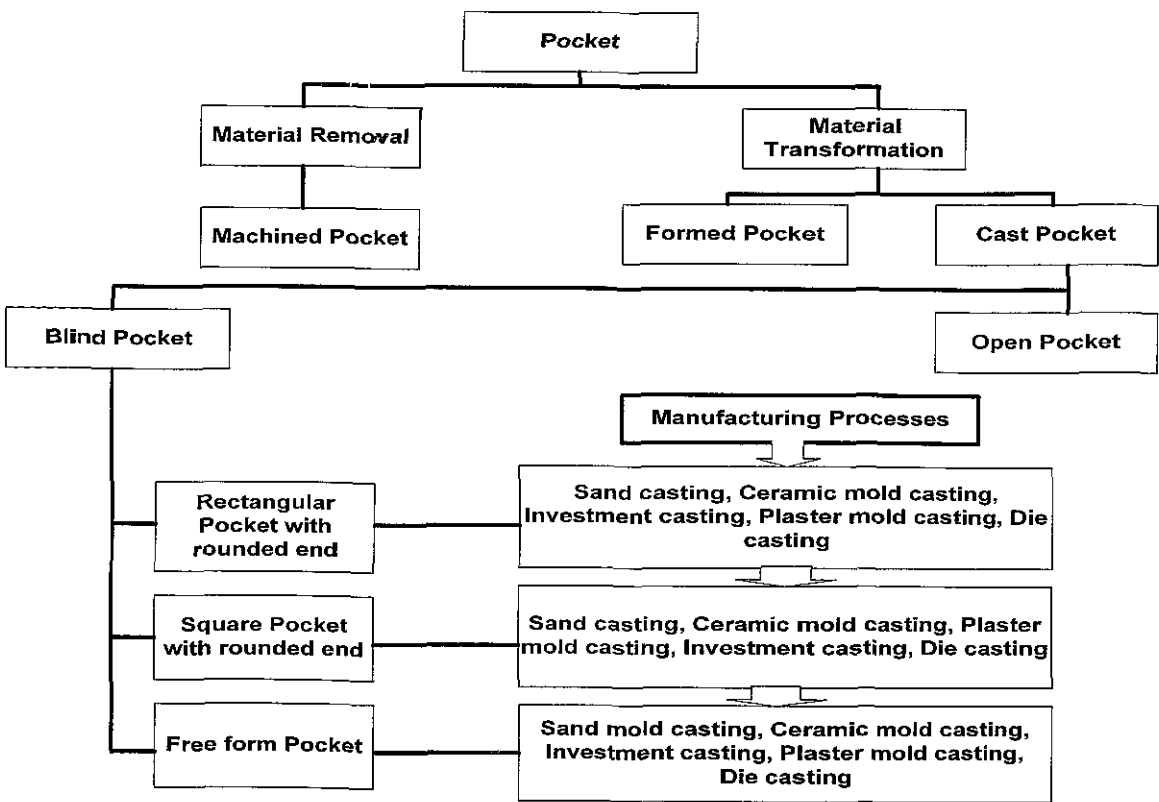 Pocket
Material Removal
Material
Transformation
Machined Pocket
Formed Pocket
Cast Pocket
Blind Pocket
Open Pocket
Manufacturing Processes
Rectangular
Pocket with
rounded end
Sand casting, Ceramic mold casting,
Investment casting, Plaster mold casting, Die
casting
Square Pocket
with rounded end
Sand casting, Ceramic mold casting, Plaster
mold casting, Investment casting, Die casting
Free form Pocket
Sand mold casting, Ceramic mold casting,
Investment casting, Plaster mold casting,
Die casting